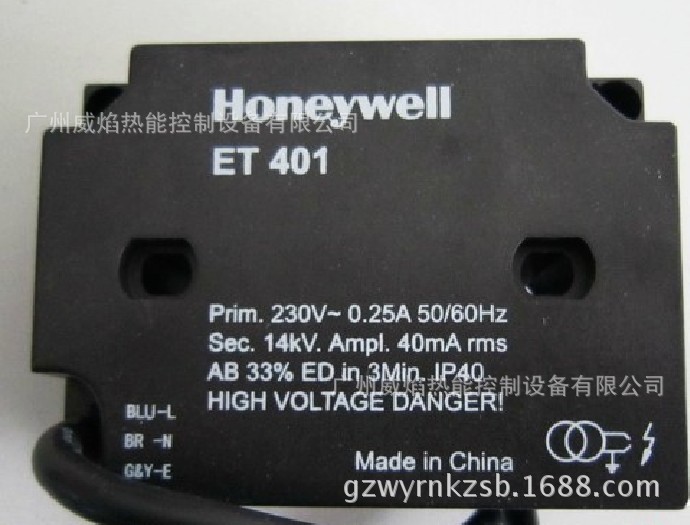 Honeywell
广州威焰热能控制设备有限公司
ET 401
Prim. 230V~ 0.25A 50/60Hz
Sec. 14kV. Ampl. 40mA rms
AB 33% ED in 3Min. IP40
广州威焰热能控制设备有限公司
HIGH VOLTAGE DANGER!
BLU-L
BR -N
G&Y-E
Made in China
gzwyrnkzsb.1688.com